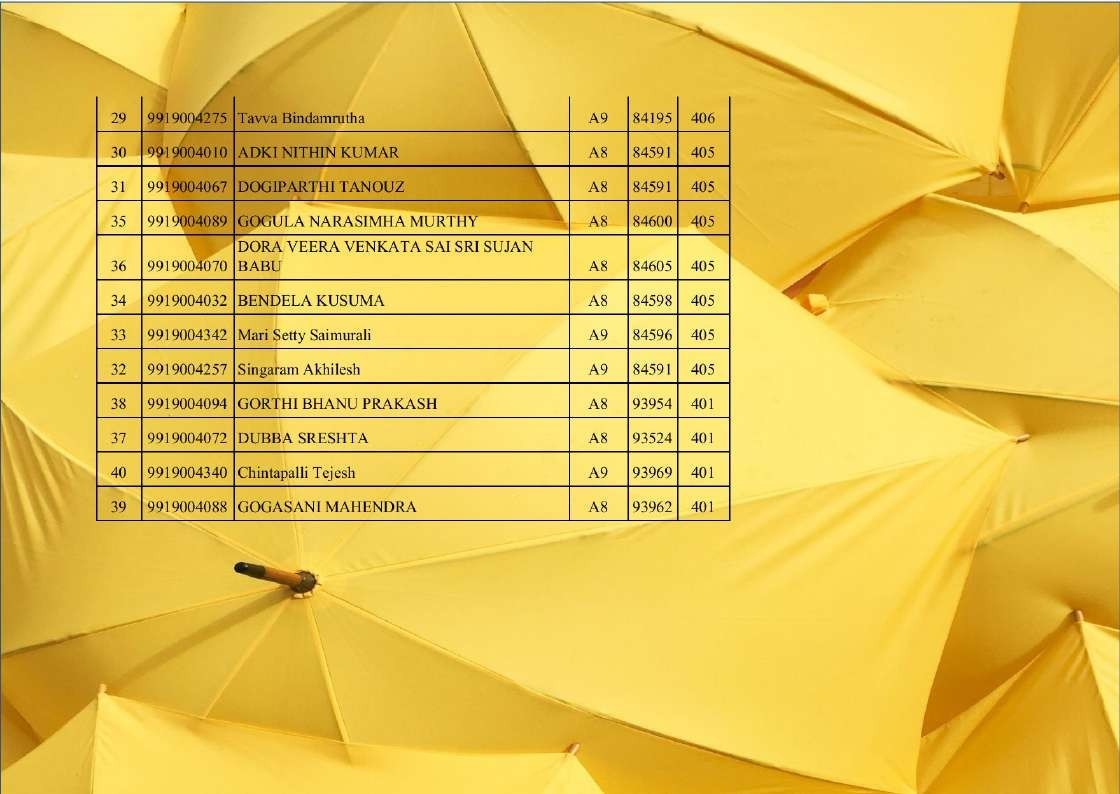 29 9919004275 Tavva Bindamrutha A9 84195 406
30 9919004010 ADKI NITHIN KUMAR A8 84591 405
31 9919004067 DOGIPARTHI TANOUZ A8 84591 405
35 9919004089 GOGULA NARASIMHA MURTHY A8 84600 405
DORA VEERA VENKATA SAI SRI SUJAN
36 9919004070 BABU A8 84605 405
34 9919004032 BENDELA KUSUMA A8 84598 405
33 9919004342 Mari Setty Saimurali A9 84596 405
32 9919004257 Singaram Akhilesh A9 84591 405
38 9919004094 GORTHI BHANU PRAKASH A8 93954 401
37 9919004072 DUBBA SRESHTA A8 93524 401
40 9919004340 Chintapalli Tejesh A9 93969 401
39 9919004088 GOGASANI MAHENDRA A8 93962 401